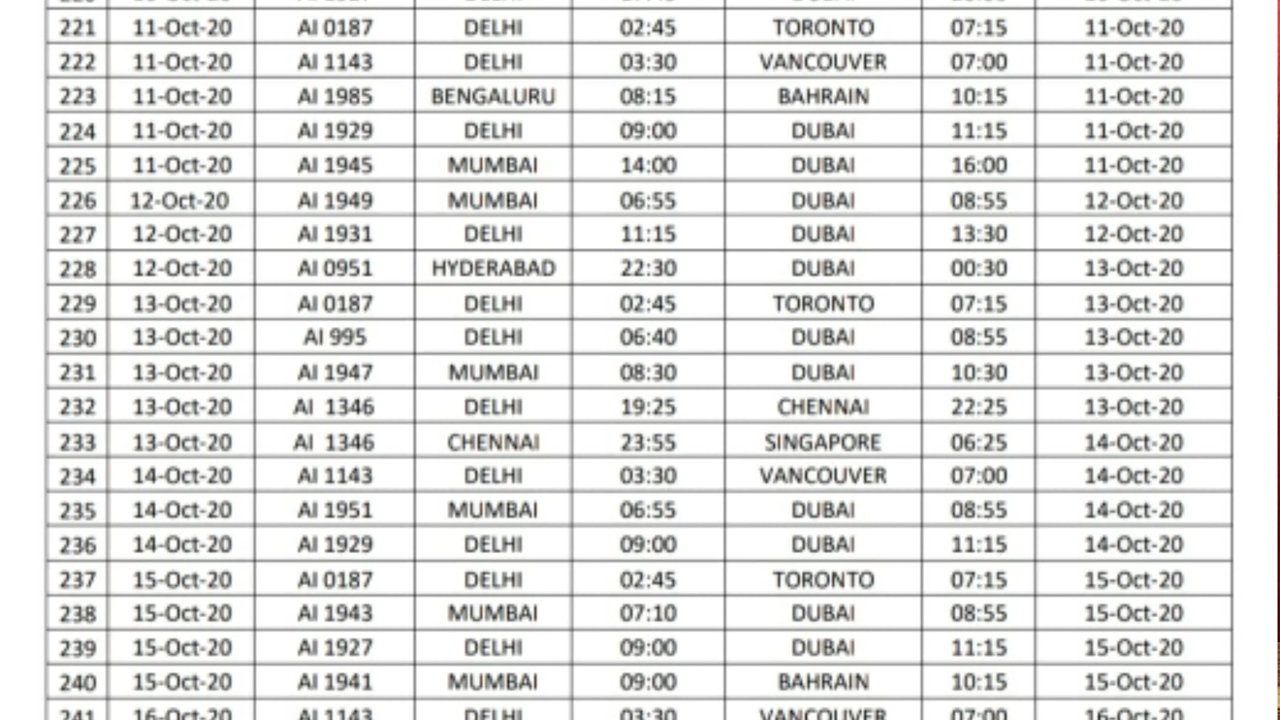 221 11-Oct-20 AI 0187 DELHI 02:45 TORONTO 07:15 11-Oct-20
222 11-Oct-20 AI 1143 DELHI 03:30 VANCOUVER 07:00 11-Oct-20
223 11-Oct-20 AI 1985 BENGALURU 08:15 BAHRAIN 10:15 11-Oct-20
224 11-Oct-20 AI 1929 DELHI 09:00 DUBAI 11:15 11-Oct-20
225 11-Oct-20 AI 1945 MUMBAI 14:00 DUBAI 16:00 11-Oct-20
226 12-Oct-20 AI 1949 MUMBAI 06:55 DUBAI 08:55 12-Oct-20
227 12-Oct-20 AI 1931 DELHI 11:15 DUBAI 13:30 12-Oct-20
228 12-Oct-20 AI 0951 HYDERABAD 22:30 DUBAI 00:30 13-Oct-20
229 13-Oct-20 AI 0187 DELHI 02:45 TORONTO 07:15 13-Oct-20
230 13-Oct-20 AI 995 DELHI 06:40 DUBAI 08:55 13-Oct-20
231 13-Oct-20 AI 1947 MUMBAI 08:30 DUBAI 10:30 13-Oct-20
232 13-Oct-20 AI 1346 DELHI 19:25 CHENNAI 22:25 13-Oct-20
233 13-Oct-20 AI 1346 CHENNAI 23:55 SINGAPORE 06:25 14-Oct-20
234 14-Oct-20 AI 1143 DELHI 03:30 VANCOUVER 07:00 14-Oct-20
235 14-Oct-20 AI 1951 MUMBAI 06:55 DUBAI 08:55 14-Oct-20
236 14-Oct-20 AI 1929 DELHI 09:00 DUBAI 11:15 14-Oct-20
237 15-Oct-20 AI 0187 DELHI 02:45 TORONTO 07:15 15-Oct-20
238 15-Oct-20 AI 1943 MUMBAI 07:10 DUBAI 08:55 15-Oct-20
239 15-Oct-20 AI 1927 DELHI 09:00 DUBAI 11:15 15-Oct-20
240 15-Oct-20 AI 1941 MUMBAI 09:00 BAHRAIN 10:15 15-Oct-20
241 16-Oct-20 AI 1143 DELHI 03:30 VANCOUVER 07:00 16-Oct-20